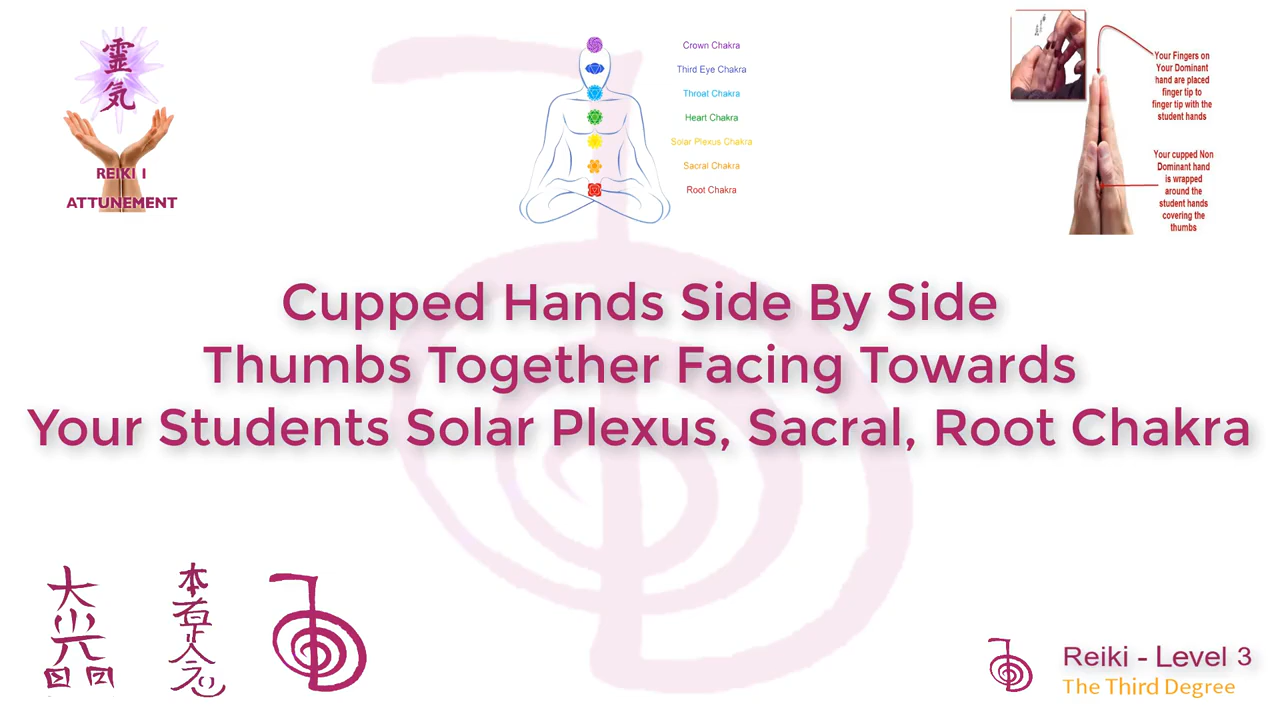 靈
気
REIKI I
ATTUNEMENT
Crown Chakra
Third Eye Chakra
Throat Chakra
Heart Chakra
Solar Plexus Chakra
Sacral Chakra
Root Chakra
Your Fingers on
Your Dominant
hand are placed
finger tip to
finger tip with the
student hands
Your cupped Non
Dominant hand
is wrapped
around the
student hands
covering the
thumbs
Cupped Hands Side By Side
Thumbs Together Facing Towards
Your Students Solar Plexus, Sacral, Root Chakra
Reiki - Level 3
The Third Degree